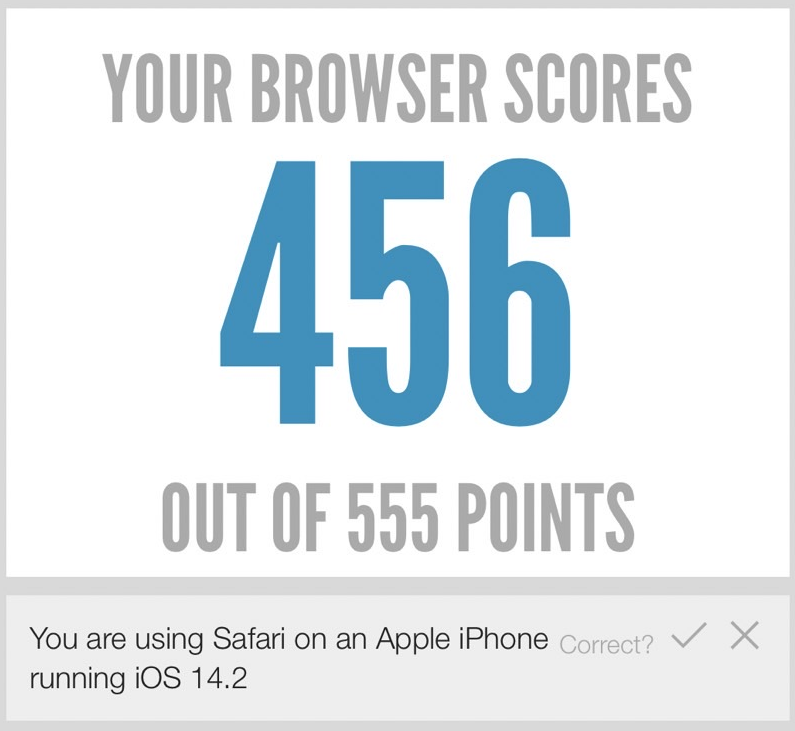 YOUR BROWSER SCORES
456
OUT OF 555 POINTS
You are using Safari on an Apple iPhone Correct?
running iOS 14.2